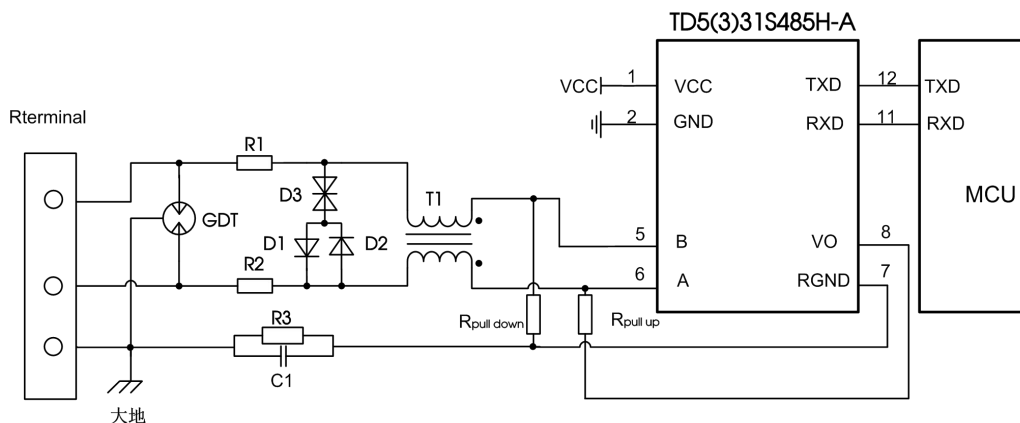 TD5(3)31S485H-A
VCC 1 VCC TXD 12 TXD
2 GND RXD 11 RXD
Rterminal
R1
D3
T1
GDT
MCU
D1 D2
5 B VO 8
R2
6 A RGND 7
R3
Rpull down
Rpull up
C1
大地